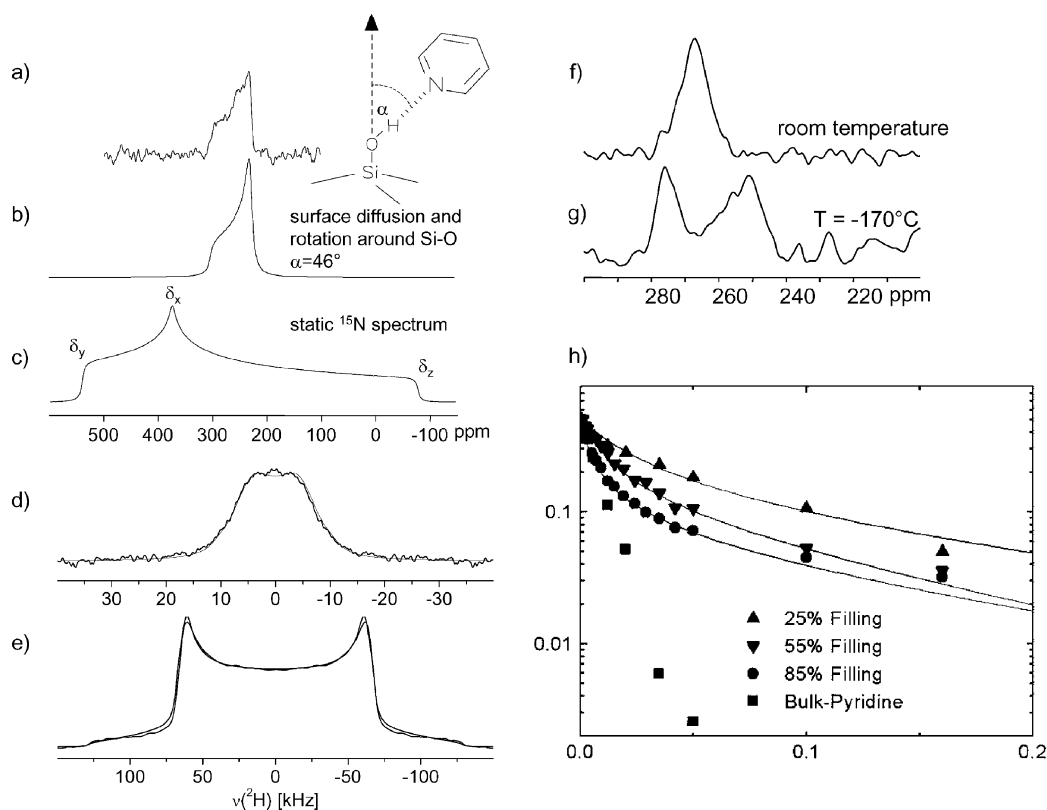 a)
α
N
H
O
Si
b)
surface diffusion and
rotation around Si-O
α=46°
c)
δy
δx
static 15N spectrum
δz
500 400 300 200 100 0 -100 ppm
d)
30 20 10 0 -10 -20 -30
e)
100 50 0 -50 -100
ν(2H) [kHz]
f)
room temperature
g)
T = -170°C
280 260 240 220 ppm
h)
0.1
0.01
25% Filling
55% Filling
85% Filling
Bulk-Pyridine
0.0 0.1 0.2